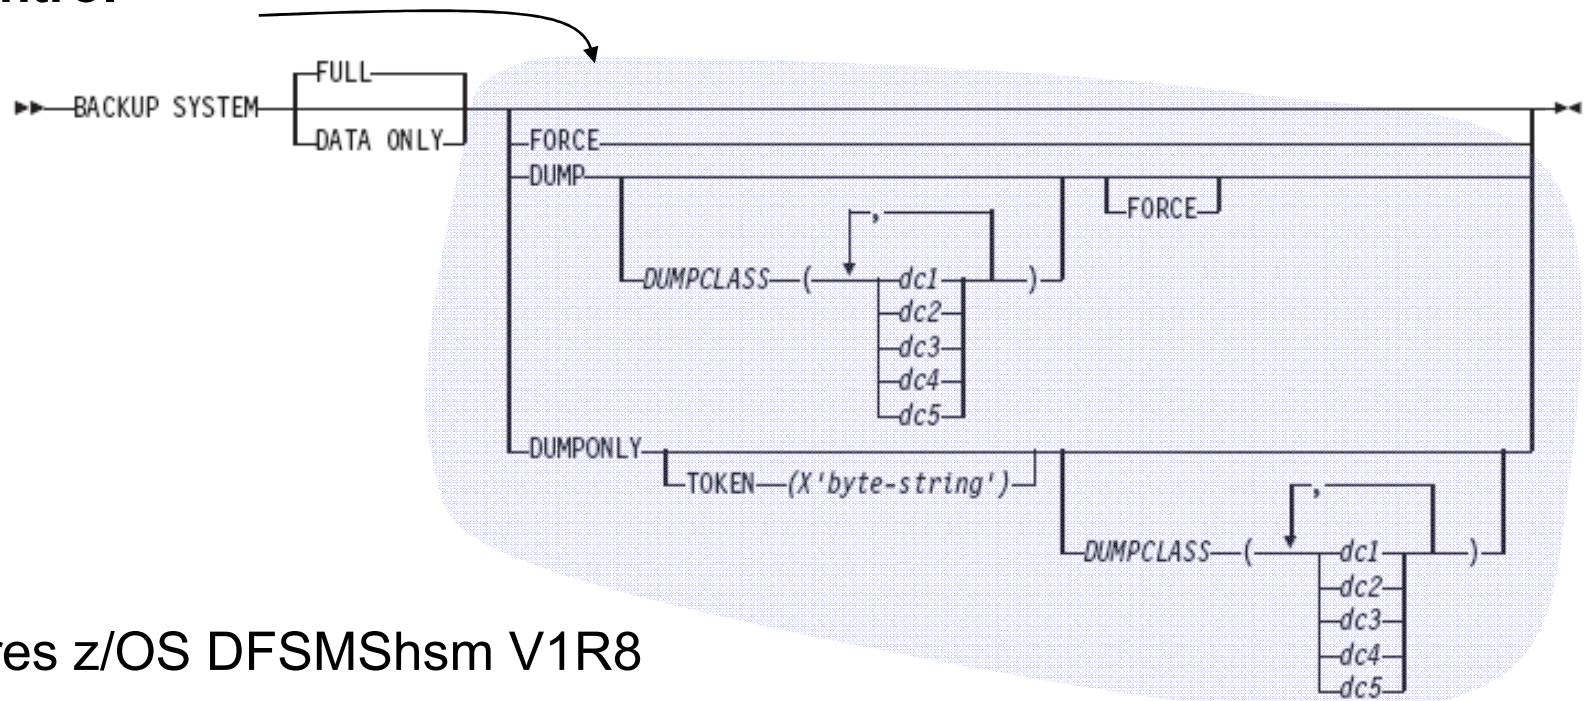 FULL
BACKUP SYSTEM
DATA ONLY
FORCE
DUMP
FORCE
,
DUMPCLASS ( dc1 )
dc2
dc3
dc4
dc5
DUMPONLY
TOKEN (X'byte-string')
,
DUMPCLASS ( dc1 )
dc2
dc3
dc4
dc5
res z/OS DFSMShsm V1R8